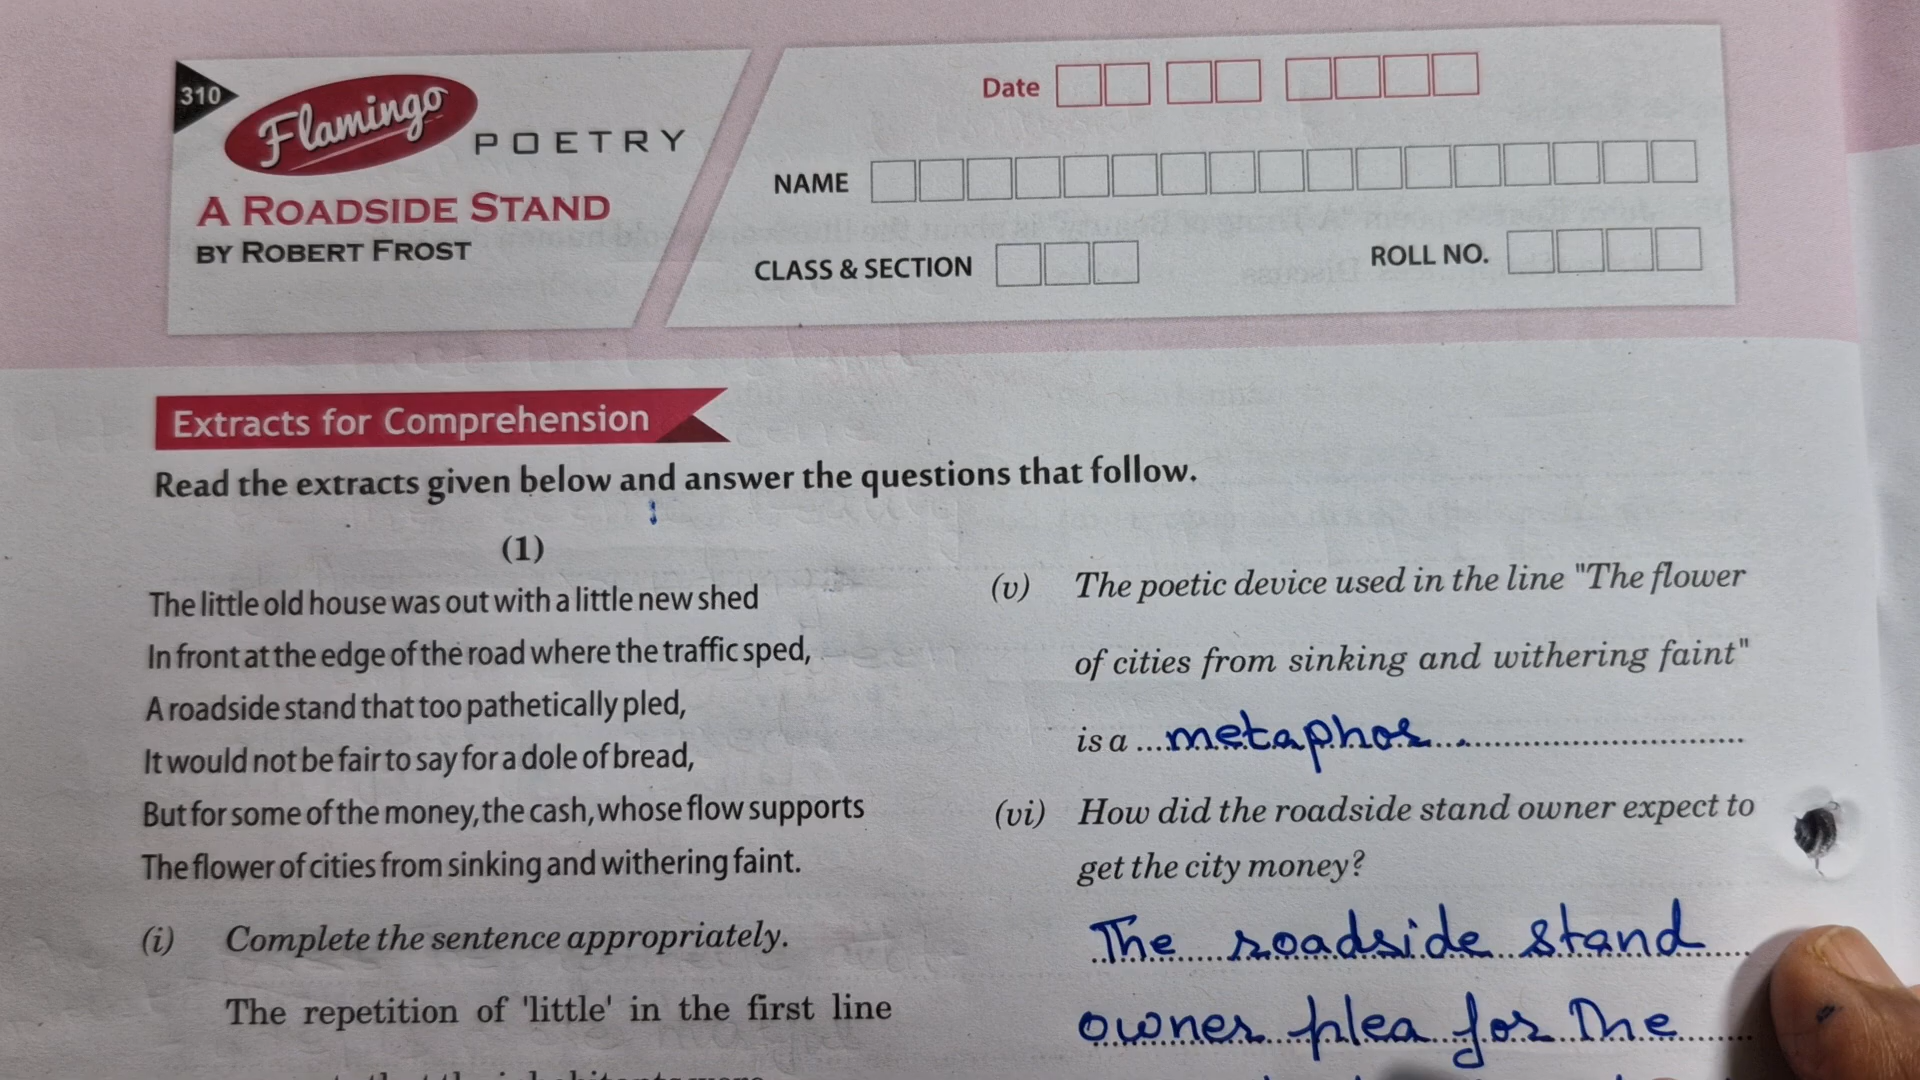 310
Flamingo
POETRY
A ROADSIDE STAND
BY ROBERT FROST
Date
NAME
CLASS & SECTION
ROLL NO.
Extracts for Comprehension
Read the extracts given below and answer the questions that follow.
(1)
The little old house was out with a little new shed
In front at the edge of the road where the traffic sped,
A roadside stand that too pathetically pled,
It would not be fair to say for a dole of bread,
But for some of the money, the cash, whose flow supports
The flower of cities from sinking and withering faint.
(i) Complete the sentence appropriately.
The repetition of 'little' in the first line
(v) The poetic device used in the line "The flower
of cities from sinking and withering faint"
is a ...metaphor...
(vi) How did the roadside stand owner expect to
get the city money?
The roadside stand
owner plea for the